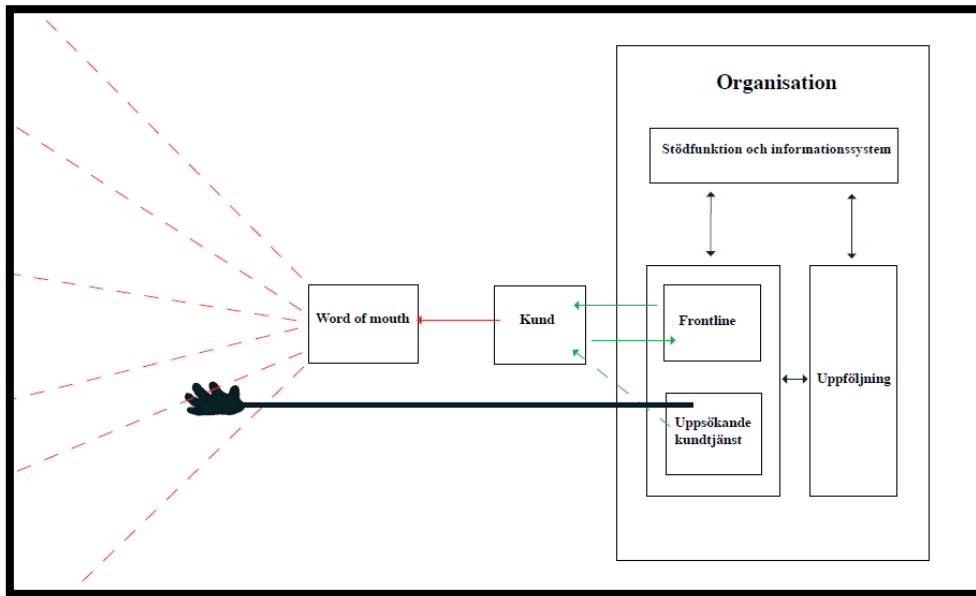 Organisation
Stödfunktion och informationssystem
Word of mouth
Kund
Frontline
Uppföljning
Uppsökande
kundtjänst